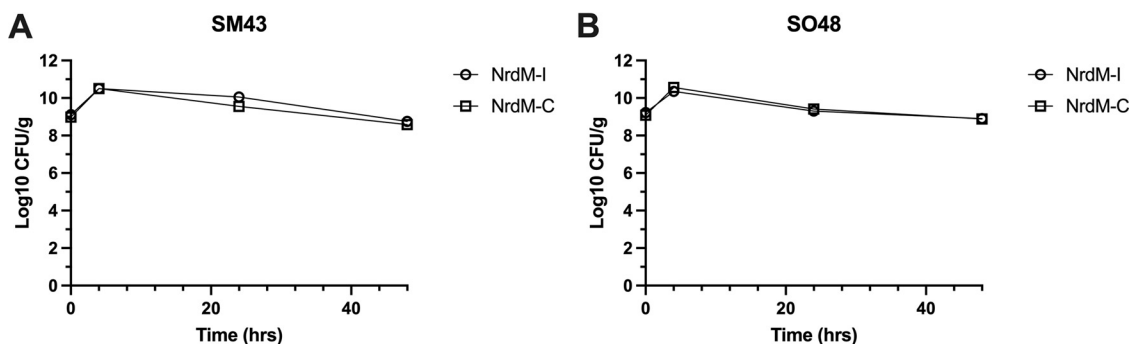 A
SM43
Log10 CFU/g
12
10
8
6
4
2
0
0
20
40
Time (hrs)
NrdM-I
NrdM-C
B
SO48
Log10 CFU/g
12
10
8
6
4
2
0
0
20
40
Time (hrs)
NrdM-I
NrdM-C